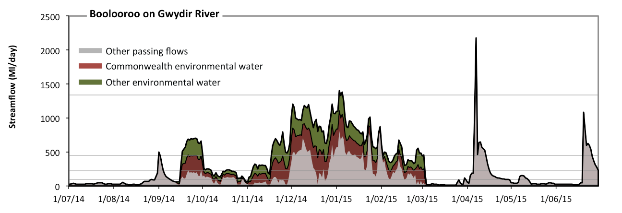 Boolooroo on Gwydir River
Streamflow (Ml/day)
2500
2000
1500
1000
500
0
Other passing flows
Commonwealth environmental water
Other environmental water
1/07/14 1/08/14 1/09/14 1/10/14 1/11/14 1/12/14 1/01/15 1/02/15 1/03/15 1/04/15 1/05/15 1/06/15